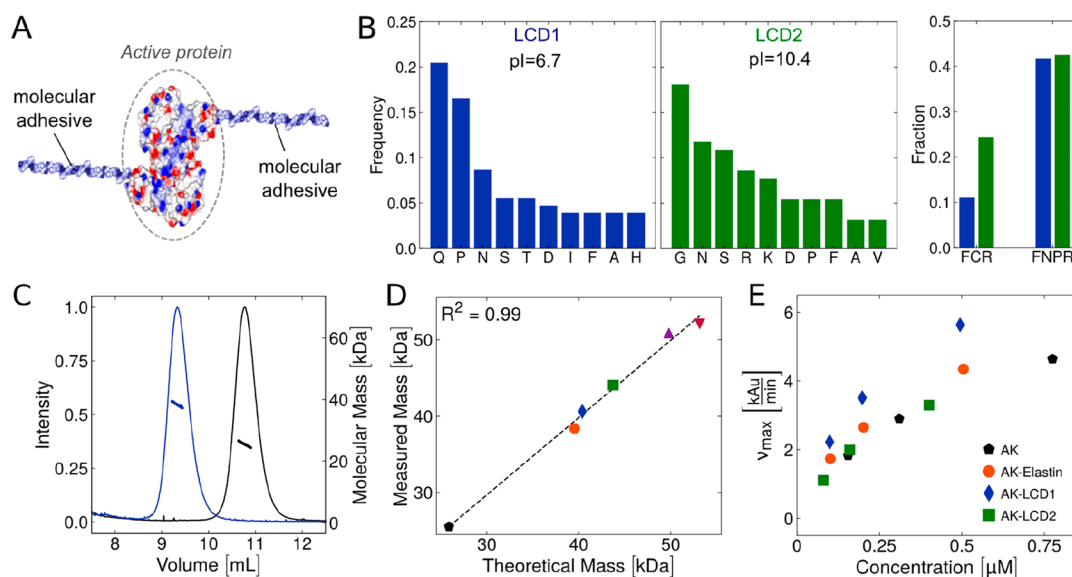 A
Active protein
molecular
adhesive
molecular
adhesive
B
LCD1
pI=6.7
LCD2
pI=10.4
Frequency
0.25
0.20
0.15
0.10
0.05
0.0
Q P N S T D I F A H
G N S R K D P F A V
Fraction
0.5
0.4
0.3
0.2
0.1
0.0
FCR FNPR
C
Intensity
1.0
0.75
0.5
0.25
0.0
Molecular Mass [kDa]
60
40
20
0
8 9 10 11 12
Volume [mL]
D
R² = 0.99
Measured Mass [kDa]
50
40
30
30 40 50
Theoretical Mass [kDa]
E
νmax [kAu/min]
6
4
2
0
AK
AK-Elastin
AK-LCD1
AK-LCD2
0 0.25 0.50 0.75
Concentration [μM]